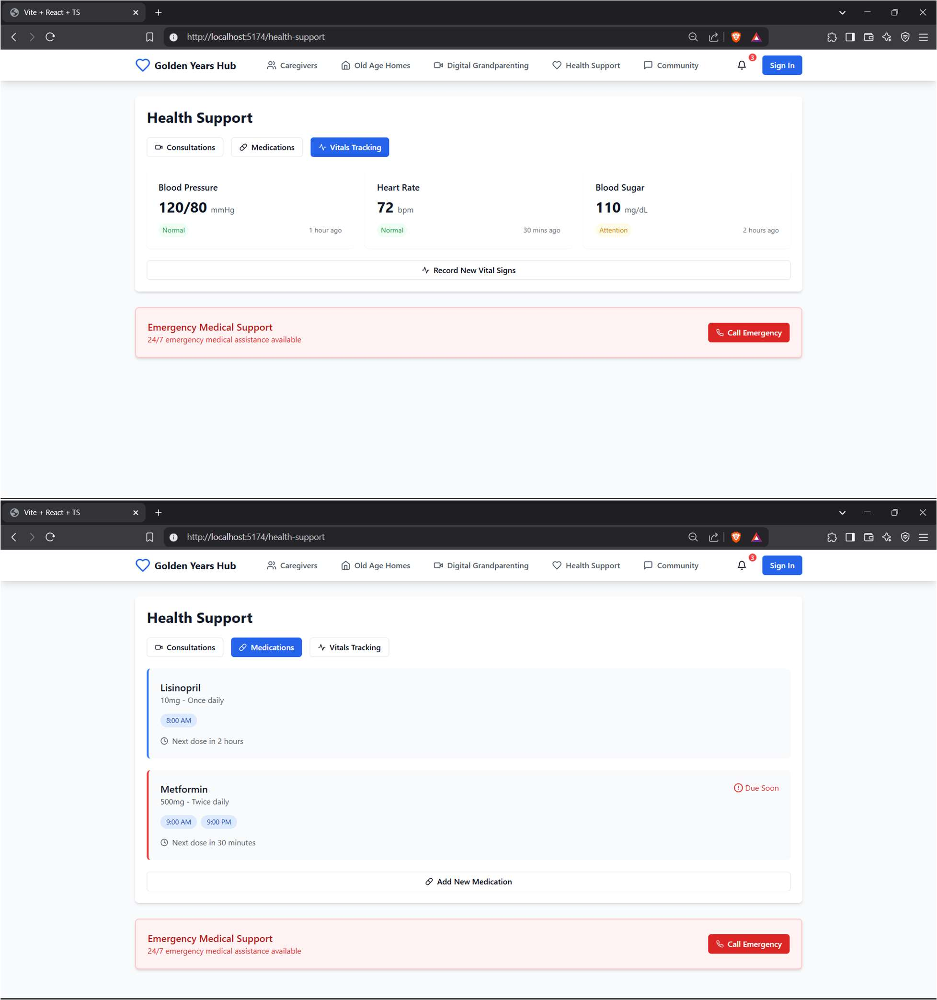 Vite + React + TS
http://localhost:5174/health-support
Golden Years Hub Caregivers Old Age Homes Digital Grandparenting Health Support Community 3 Sign In
Health Support
Consultations Medications Vitals Tracking
Blood Pressure Heart Rate Blood Sugar
120/80 mmHg 72 bpm 110 mg/dL
Normal 1 hour ago Normal 30 mins ago Attention 2 hours ago
Record New Vital Signs
Emergency Medical Support
24/7 emergency medical assistance available
Call Emergency
Vite + React + TS
http://localhost:5174/health-support
Golden Years Hub Caregivers Old Age Homes Digital Grandparenting Health Support Community 3 Sign In
Health Support
Consultations Medications Vitals Tracking
Lisinopril
10mg - Once daily
8:00 AM
Next dose in 2 hours
Metformin Due Soon
500mg - Twice daily
9:00 AM 9:00 PM
Next dose in 30 minutes
Add New Medication
Emergency Medical Support
24/7 emergency medical assistance available
Call Emergency